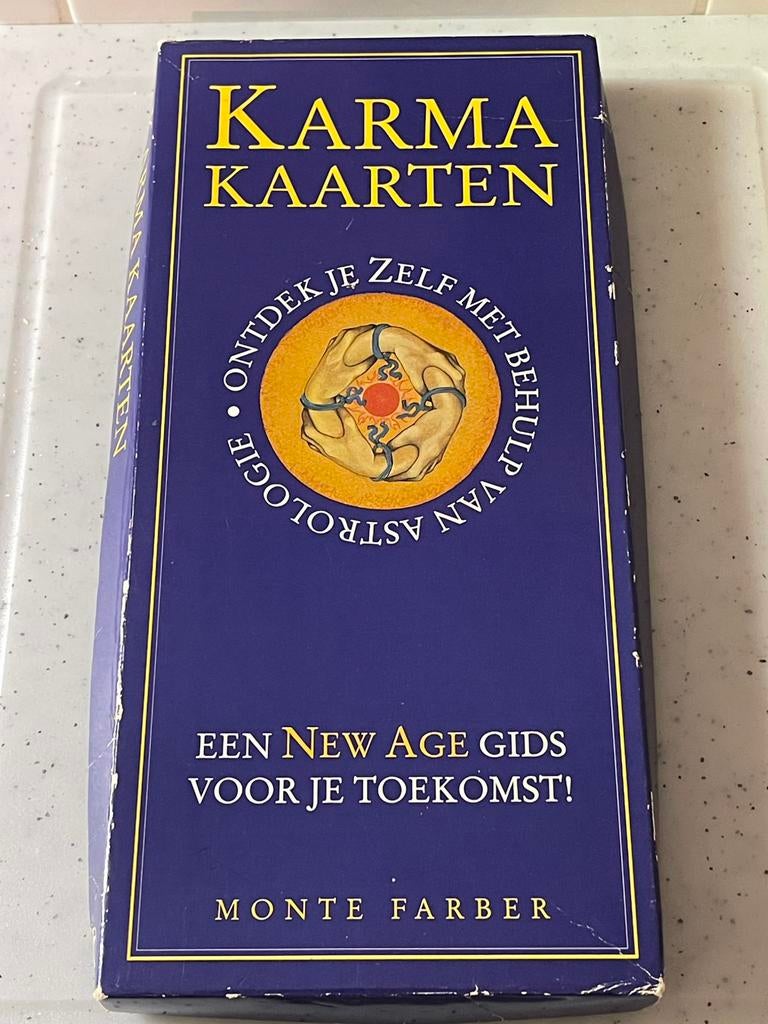 KARMA
KAARTEN
ONTDEK JE ZELF MET BEHULP VAN ASTROLOGIE •
EEN NEW AGE GIDS
VOOR JE TOEKOMST!
MONTE FARBER
KARMA KAARTEN